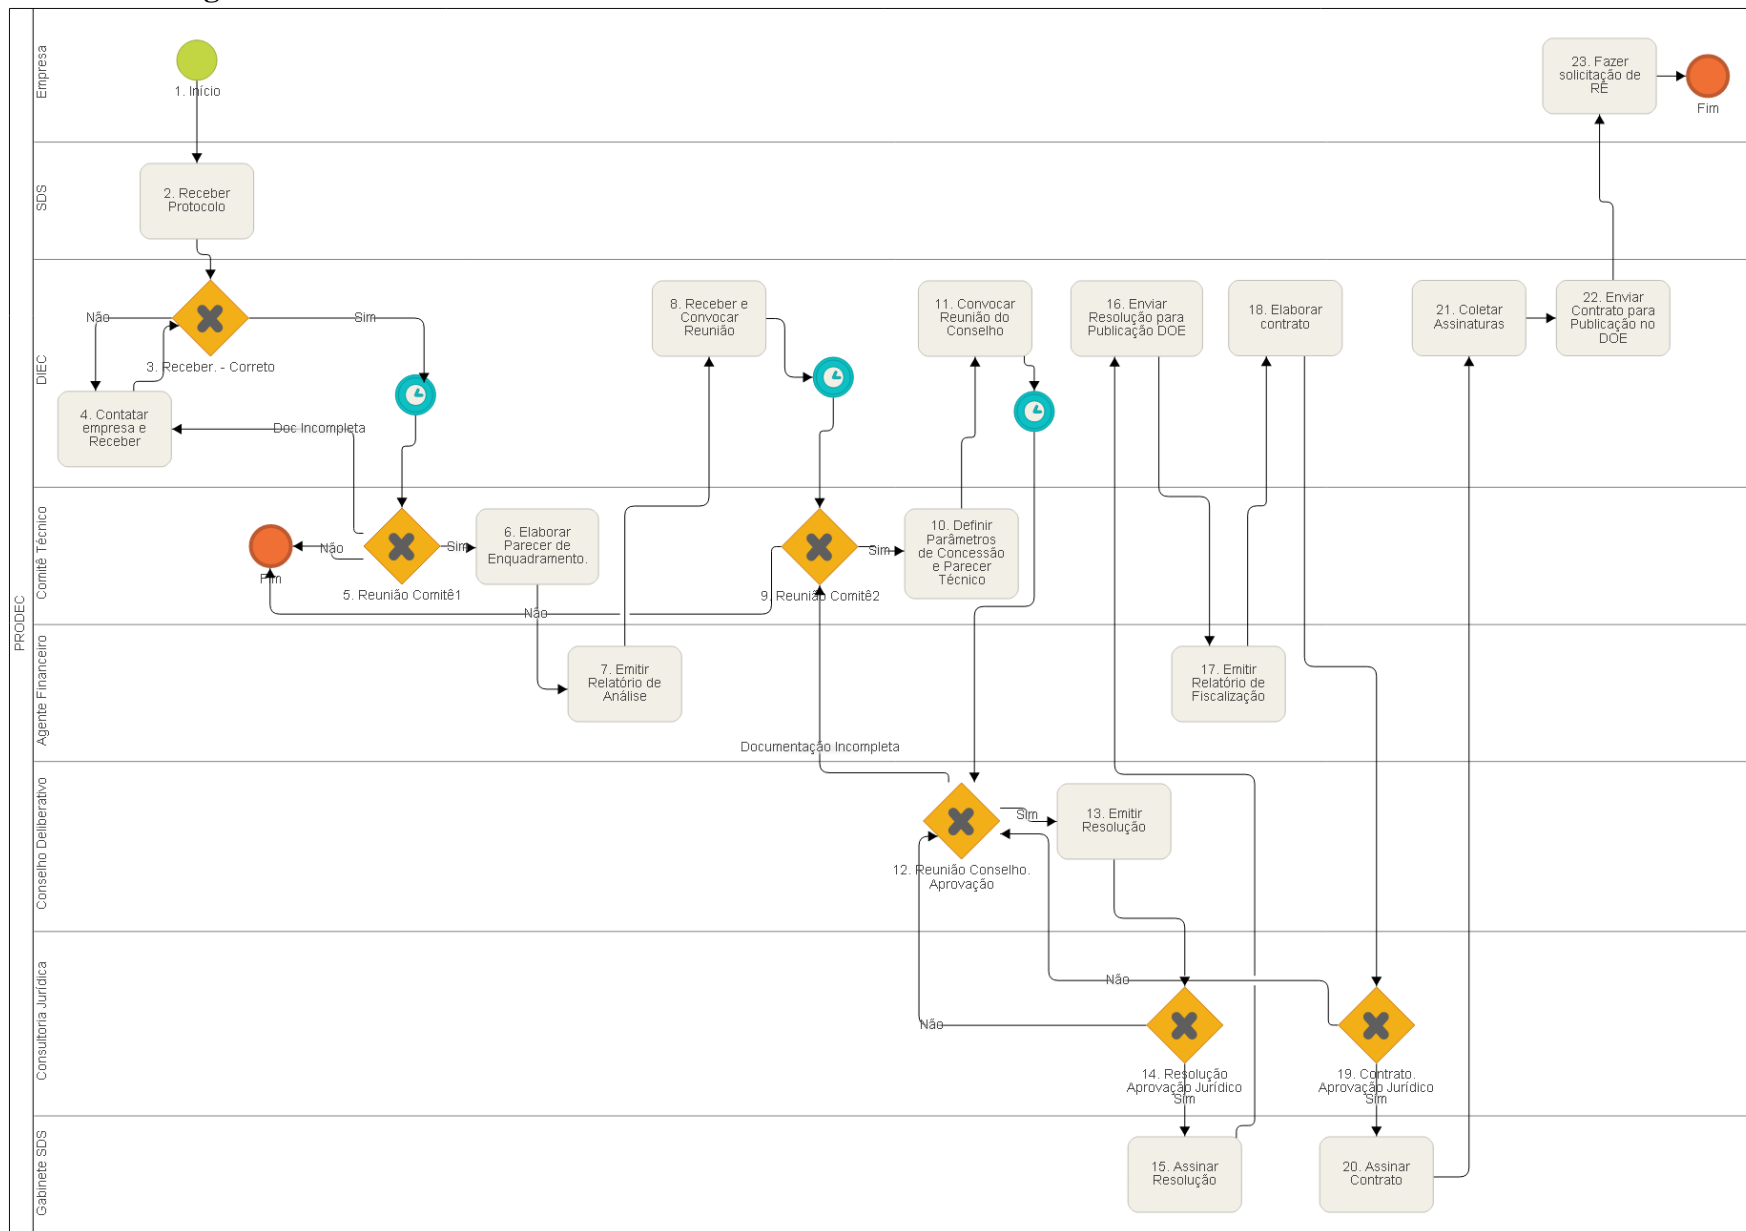 PRODEC
Empresa
1. Início
23. Fazer
solicitação de
RE
Fim
SDS
2. Receber
Protocolo
DIEC
Não
Sim
3. Receber. - Correto
4. Contatar
empresa e
Receber
Doc Incompleta
8. Receber e
Convocar
Reunião
11. Convocar
Reunião do
Conselho
16. Enviar
Resolução para
Publicação DOE
18. Elaborar
contrato
21. Coletar
Assinaturas
22. Enviar
Contrato para
Publicação no
DOE
Comitê Técnico
Fim
Não
5. Reunião Comitê1
Sim
6. Elaborar
Parecer de
Enquadramento.
Não
9. Reunião Comitê2
Sim
10. Definir
Parâmetros
de Concessão
e Parecer
Técnico
Agente Financeiro
7. Emitir
Relatório de
Análise
17. Emitir
Relatório de
Fiscalização
Documentação Incompleta
Conselho Deliberativo
12. Reunião Conselho.
Aprovação
Sim
13. Emitir
Resolução
Consultoria Jurídica
Não
Não
14. Resolução
Aprovação Jurídico
Sim
19. Contrato.
Aprovação Jurídico
Sim
Gabinete SDS
15. Assinar
Resolução
20. Assinar
Contrato